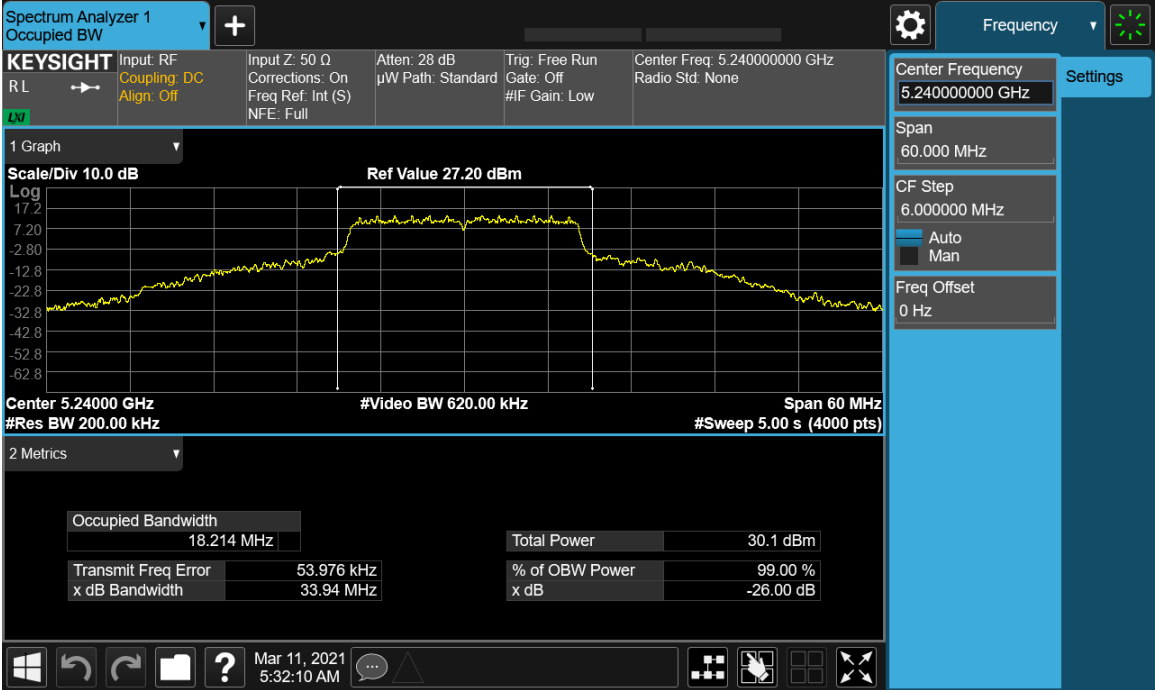 Spectrum Analyzer 1
Occupied BW
+
Frequency
KEYSIGHT
R L
LXI
Input: RF
Coupling: DC
Align: Off
Input Z: 50 Ω
Corrections: On
Freq Ref: Int (S)
NFE: Full
Atten: 28 dB
µW Path: Standard
Trig: Free Run
Gate: Off
#IF Gain: Low
Center Freq: 5.240000000 GHz
Radio Std: None
Center Frequency
5.240000000 GHz
Settings
Span
60.000 MHz
CF Step
6.000000 MHz
Auto
Man
Freq Offset
0 Hz
1 Graph
Scale/Div 10.0 dB
Ref Value 27.20 dBm
Log
17.2
7.20
-2.80
-12.8
-22.8
-32.8
-42.8
-52.8
-62.8
Center 5.24000 GHz
#Video BW 620.00 kHz
Span 60 MHz
#Res BW 200.00 kHz
#Sweep 5.00 s (4000 pts)
2 Metrics
Occupied Bandwidth
18.214 MHz
Total Power 30.1 dBm
Transmit Freq Error 53.976 kHz
% of OBW Power 99.00 %
x dB Bandwidth 33.94 MHz
x dB -26.00 dB
?
Mar 11, 2021
5:32:10 AM